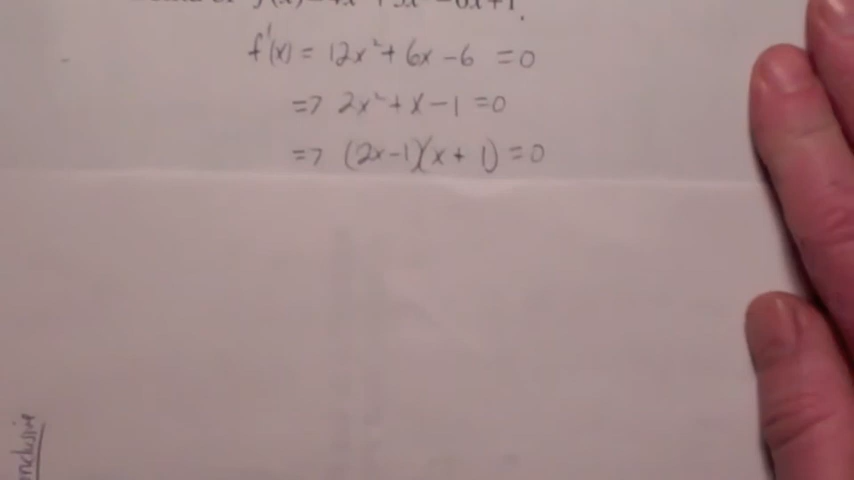 f'(x) = 12x² + 6x - 6 = 0
=> 2x² + x - 1 = 0
=> (2x-1)(x + 1) = 0